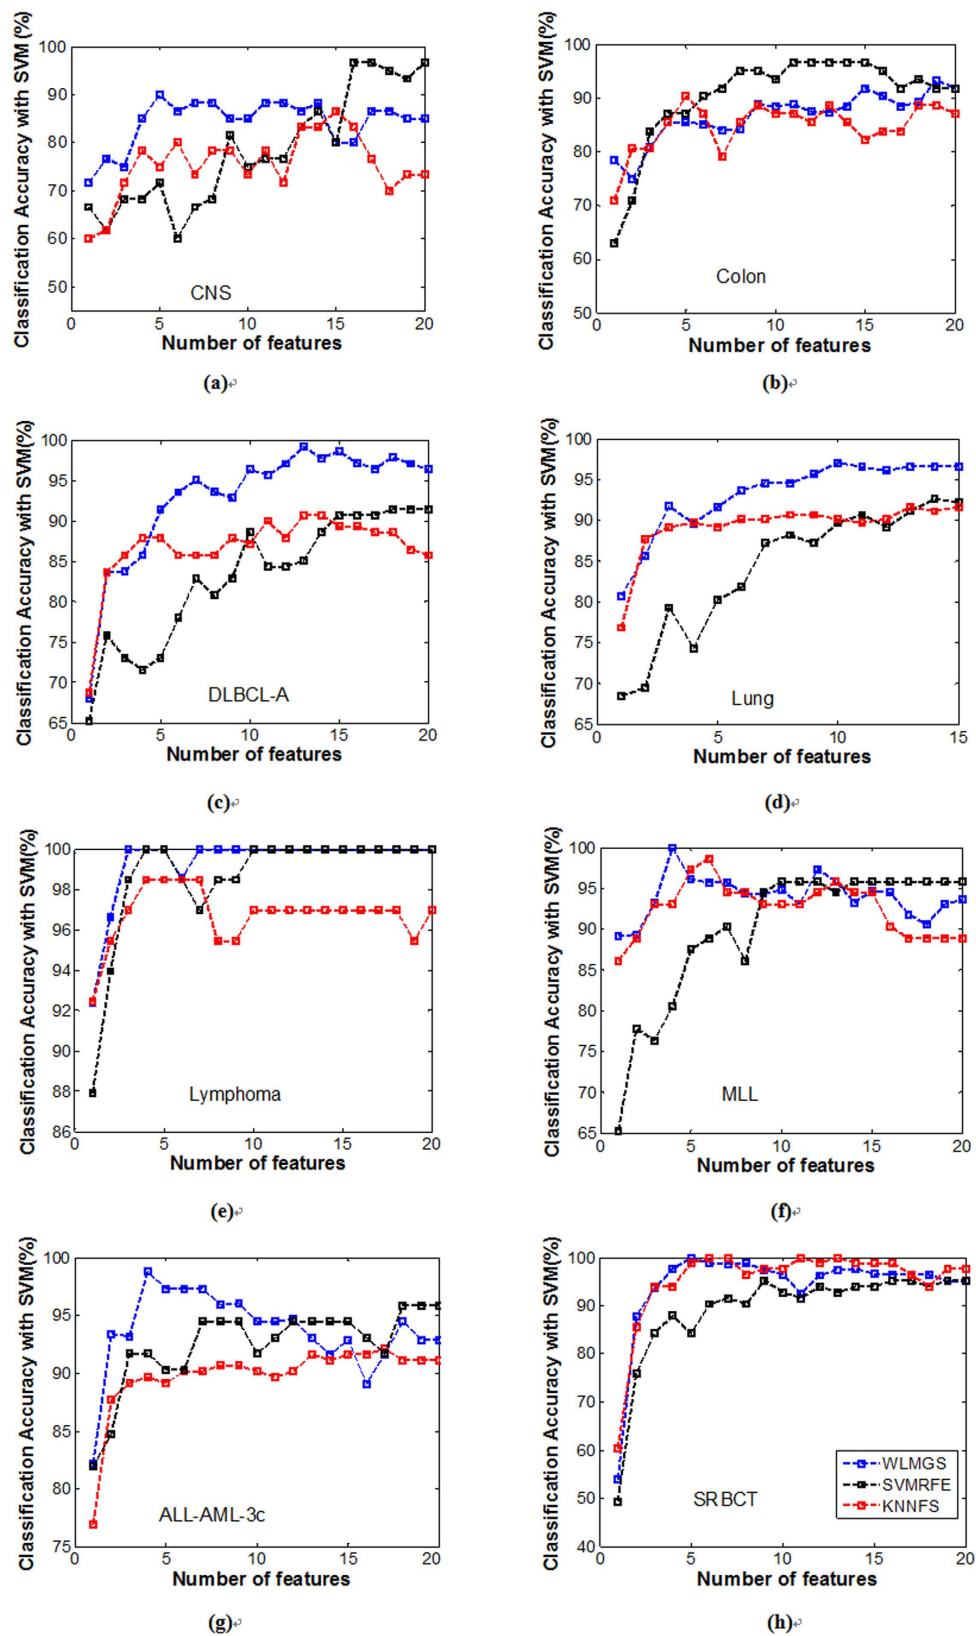 Classification Accuracy with SVM(%)
100
90
80
70
60
50
0
5
10
15
20
CNS
Number of features
(a)
Classification Accuracy with SVM(%)
100
90
80
70
60
50
0
5
10
15
20
Colon
Number of features
(b)
Classification Accuracy with SVM(%)
100
95
90
85
80
75
70
65
0
5
10
15
20
DLBCL-A
Number of features
(c)
Classification Accuracy with SVM(%)
100
95
90
85
80
75
70
65
0
5
10
15
Lung
Number of features
(d)
Classification Accuracy with SVM(%)
100
98
96
94
92
90
88
86
0
5
10
15
20
Lymphoma
Number of features
(e)
Classification Accuracy with SVM(%)
100
95
90
85
80
75
70
65
0
5
10
15
20
MLL
Number of features
(f)
Classification Accuracy with SVM(%)
100
95
90
85
80
75
0
5
10
15
20
ALL-AML-3c
Number of features
(g)
Classification Accuracy with SVM(%)
100
90
80
70
60
50
40
0
5
10
15
20
SRBCT
WLMGS
SVMRFE
KNNFS
Number of features
(h)